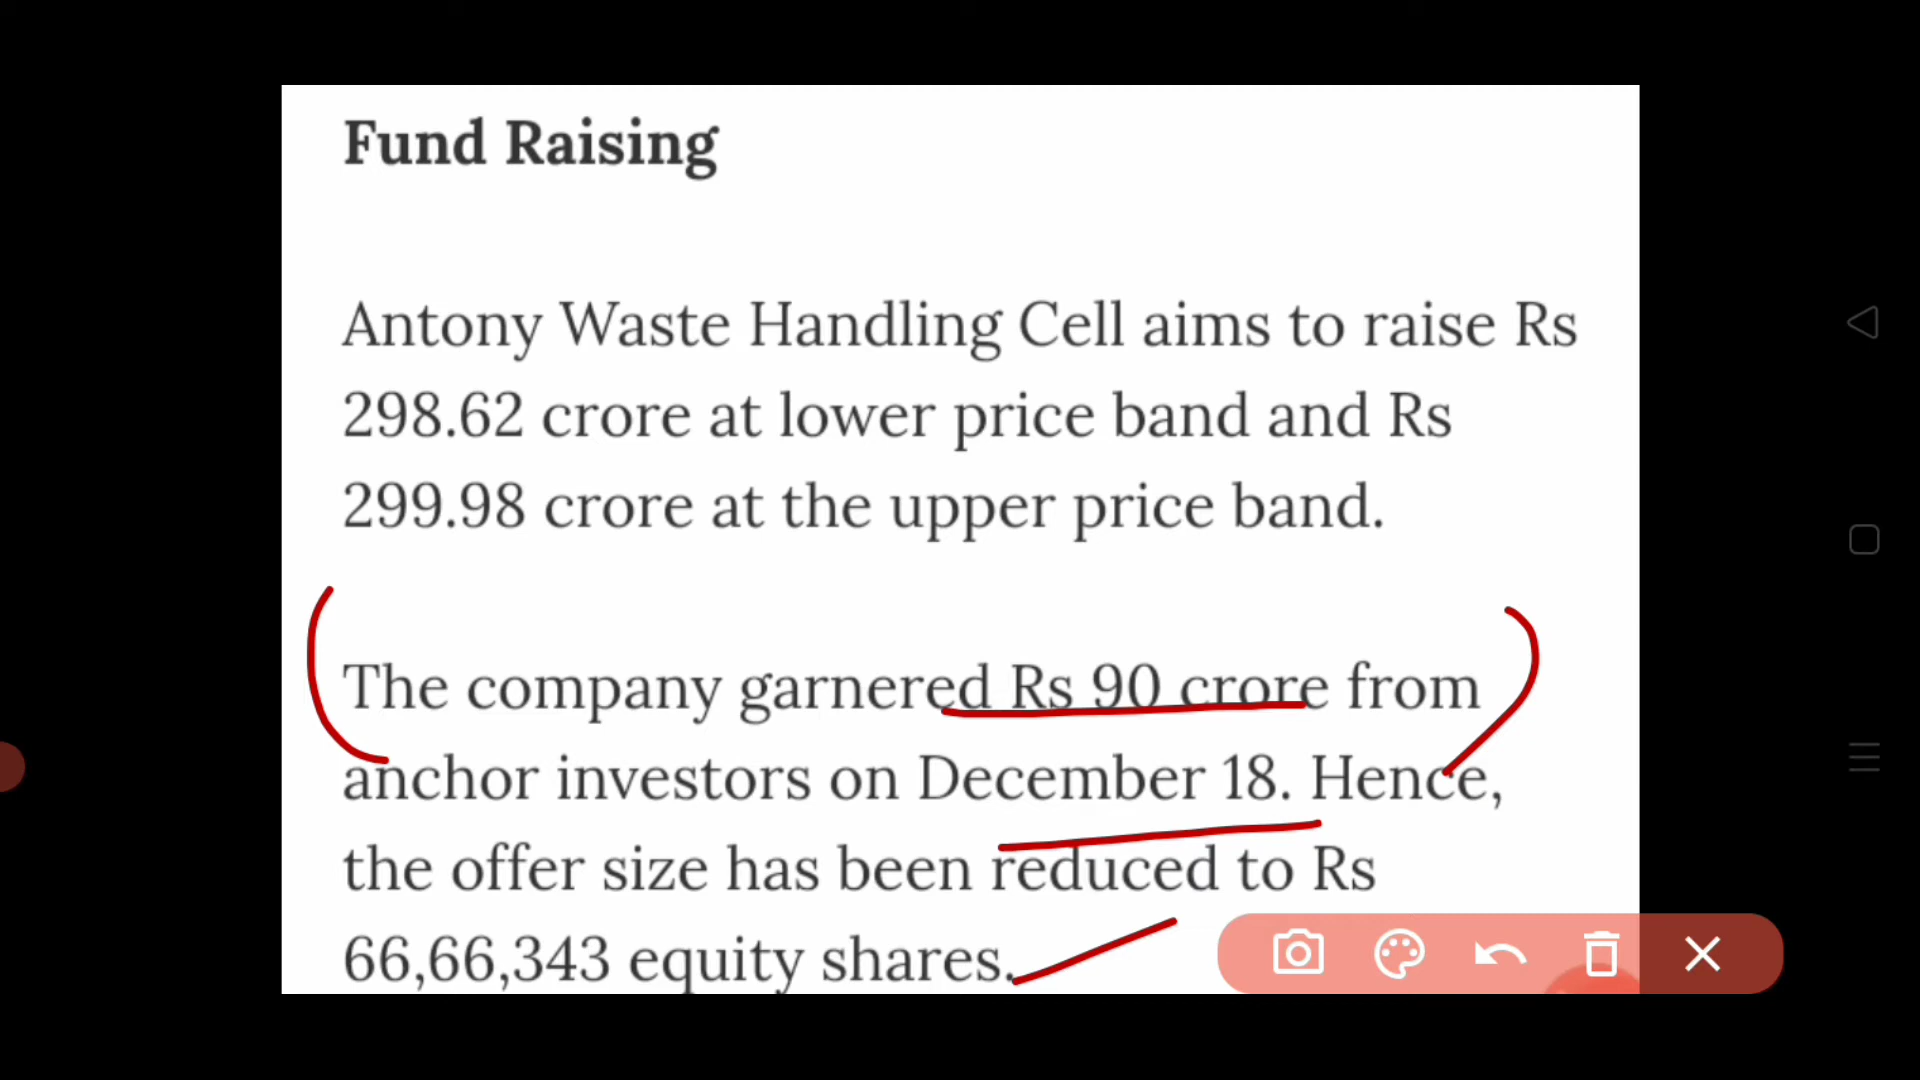 Fund Raising
Antony Waste Handling Cell aims to raise Rs
298.62 crore at lower price band and Rs
299.98 crore at the upper price band.
The company garnered Rs 90 crore from
anchor investors on December 18. Hence,
the offer size has been reduced to Rs
66,66,343 equity shares.